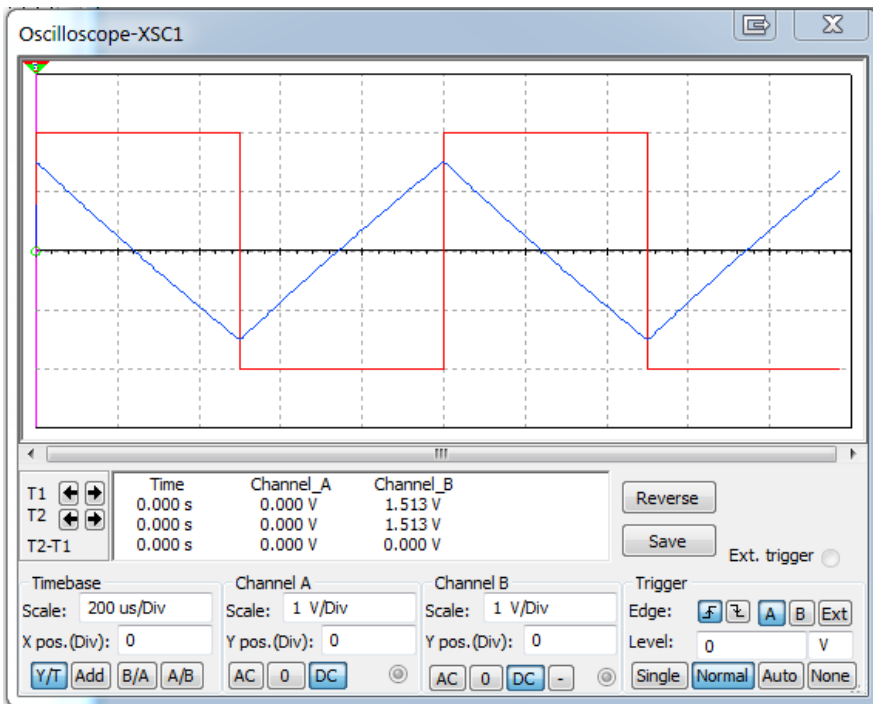 Oscilloscope-XSC1
Time Channel_A Channel_B
T1 0.000 s 0.000 V 1.513 V
T2 0.000 s 0.000 V 1.513 V
T2-T1 0.000 s 0.000 V 0.000 V
Reverse
Save
Ext. trigger
Timebase
Scale: 200 us/Div
X pos.(Div): 0
Y/T Add B/A A/B
Channel A
Scale: 1 V/Div
Y pos.(Div): 0
AC 0 DC
Channel B
Scale: 1 V/Div
Y pos.(Div): 0
AC 0 DC -
Trigger
Edge: A B Ext
Level: 0 V
Single Normal Auto None